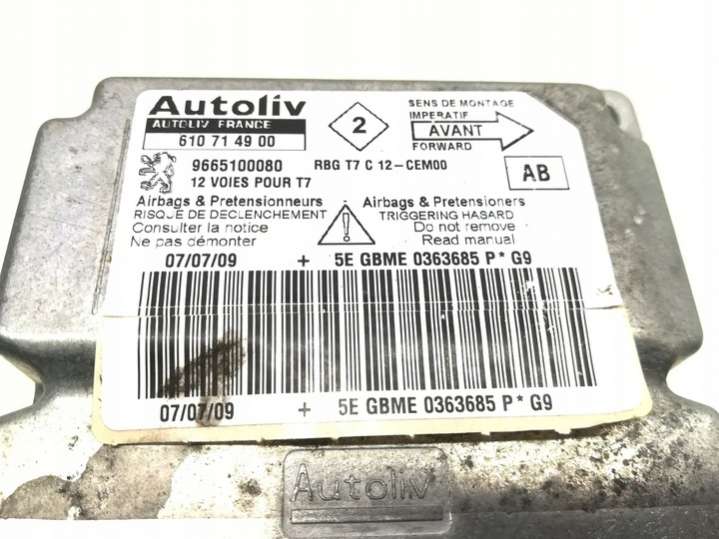 Autoliv
AUTOLIV FRANCE
610 71 49 00
2
SENS DE MONTAGE
IMPERATIF
AVANT
FORWARD
9665100080
12 VOIES POUR T7
RBG T7 C 12-CEM00
AB
Airbags & Pretensionneurs
RISQUE DE DECLENCHEMENT
Consulter la notice
Ne pas démonter
Airbags & Pretensioners
TRIGGERING HASARD
Do not remove
Read manual
07/07/09 + 5E GBME 0363685 P* G9
07/07/09 + 5E GBME 0363685 P* G9
Autoliv